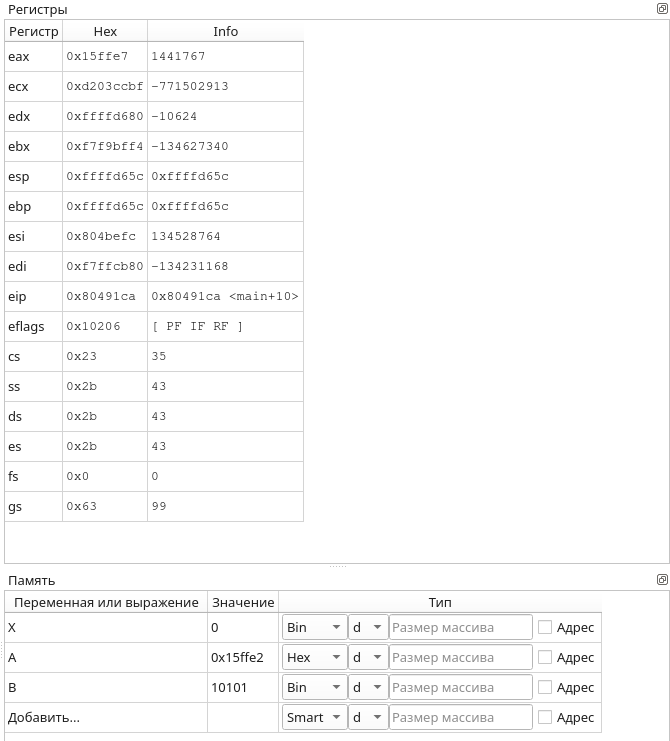 Регистры
Регистр Hex Info
eax 0x15ffe7 1441767
ecx 0xd203ccbf -771502913
edx 0xffffd680 -10624
ebx 0xf7f9bff4 -134627340
esp 0xffffd65c 0xffffd65c
ebp 0xffffd65c 0xffffd65c
esi 0x804befc 134528764
edi 0xf7ffcb80 -134231168
eip 0x80491ca 0x80491ca <main+10>
eflags 0x10206 [ PF IF RF ]
cs 0x23 35
ss 0x2b 43
ds 0x2b 43
es 0x2b 43
fs 0x0 0
gs 0x63 99
Память
Переменная или выражение Значение Тип
X 0 Bin d Размер массива Адрес
A 0x15ffe2 Hex d Размер массива Адрес
B 10101 Bin d Размер массива Адрес
Добавить... Smart d Размер массива Адрес